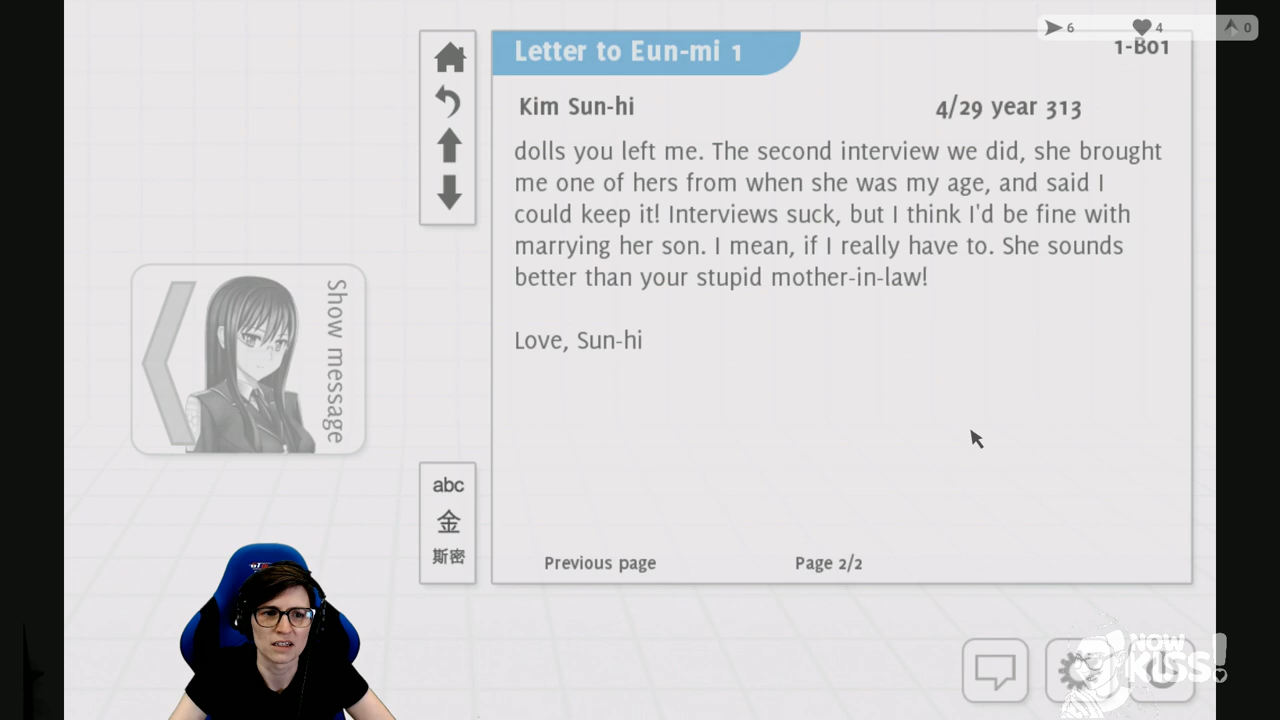 6 4 0
Letter to Eun-mi 1
1-B01
Kim Sun-hi 4/29 year 313
dolls you left me. The second interview we did, she brought
me one of hers from when she was my age, and said I
could keep it! Interviews suck, but I think I'd be fine with
marrying her son. I mean, if I really have to. She sounds
better than your stupid mother-in-law!
Love, Sun-hi
Show message
abc
金
斯密
Previous page Page 2/2
NOW
KISS!